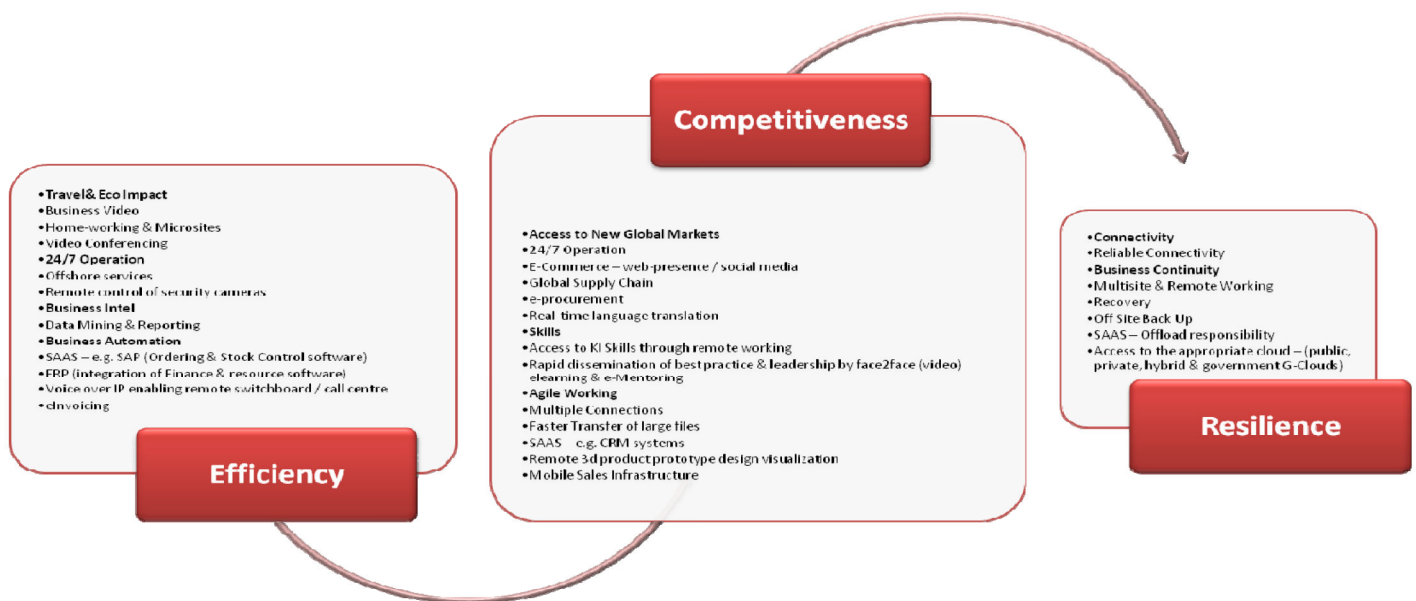 •Travel& Eco Impact
•Business Video
•Home-working & Microsites
•Video Conferencing
•24/7 Operation
•Offshore services
•Remote control of security cameras
•Business Intel
•Data Mining & Reporting
•Business Automation
•SAAS – e.g. SAP (Ordering & Stock Control software)
•ERP (integration of Finance & resource software)
•Voice over IP enabling remote switchboard / call centre
•eInvoicing
Efficiency
Competitiveness
•Access to New Global Markets
•24/7 Operation
•E-Commerce – web-presence / social media
•Global Supply Chain
•e-procurement
•Real-time language translation
•Skills
•Access to KI Skills through remote working
•Rapid dissemination of best practice & leadership by face2face (video)
elearning & e-Mentoring
•Agile Working
•Multiple Connections
•Faster Transfer of large files
•SAAS – e.g. CRM systems
•Remote 3d product prototype design visualization
•Mobile Sales Infrastructure
•Connectivity
•Reliable Connectivity
•Business Continuity
•Multisite & Remote Working
•Recovery
•Off Site Back Up
•SAAS – Offload responsibility
•Access to the appropriate cloud – (public,
private, hybrid & government G-Clouds)
Resilience